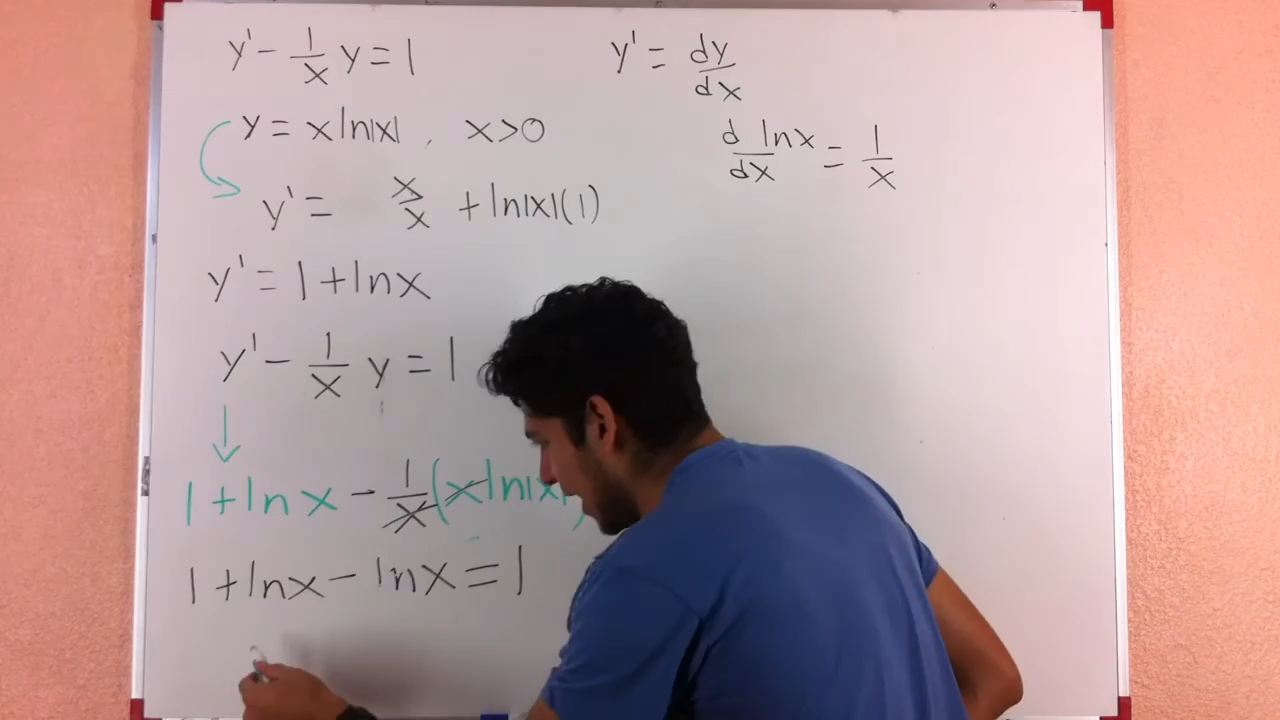 y' - 1/x y = 1
y = x ln|x| , x > 0
y' = x/x + ln|x|(1)
y' = 1 + ln x
y' - 1/x y = 1
1 + ln x - 1/x (x ln|x|)
1 + ln x - ln x = 1
y' = dy/dx
d/dx ln x = 1/x